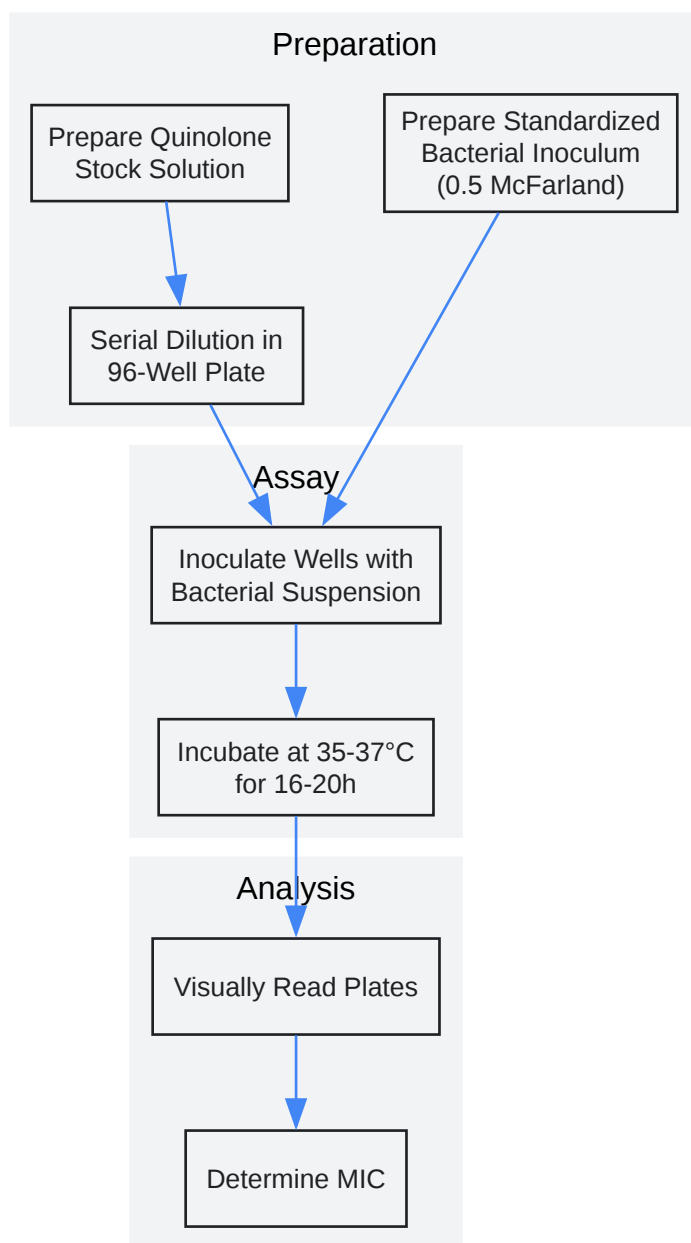 Preparation
Prepare Quinolone
Stock Solution
Prepare Standardized
Bacterial Inoculum
(0.5 McFarland)
Serial Dilution in
96-Well Plate
Assay
Inoculate Wells with
Bacterial Suspension
Incubate at 35-37°C
for 16-20h
Analysis
Visually Read Plates
Determine MIC